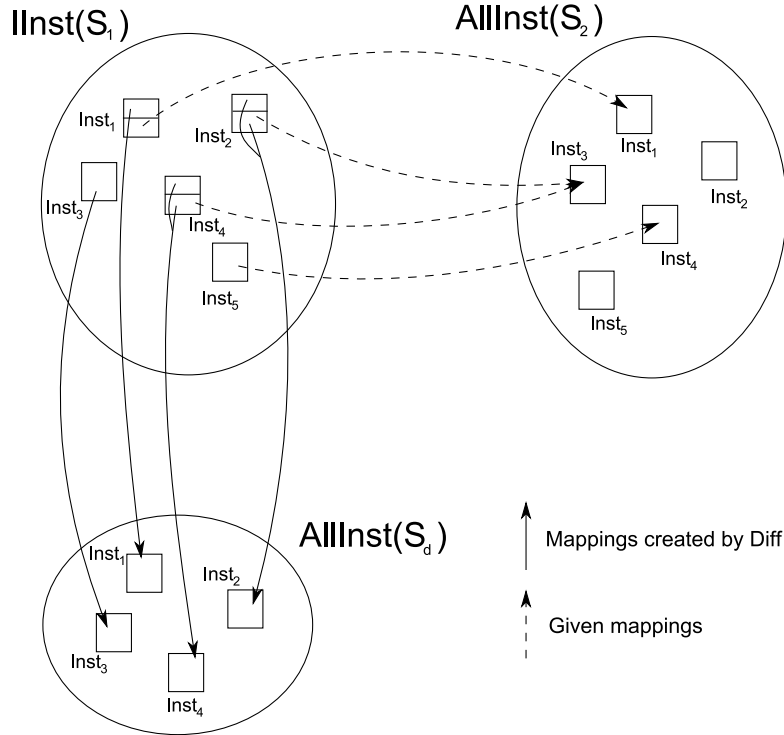 IInst(S₁)
AllInst(S₂)
Inst₁
Inst₂
Inst₃
Inst₄
Inst₅
Inst₁
Inst₃
Inst₂
Inst₄
Inst₅
AllInst(S_d)
Inst₁
Inst₂
Inst₃
Inst₄
Mappings created by Diff
Given mappings